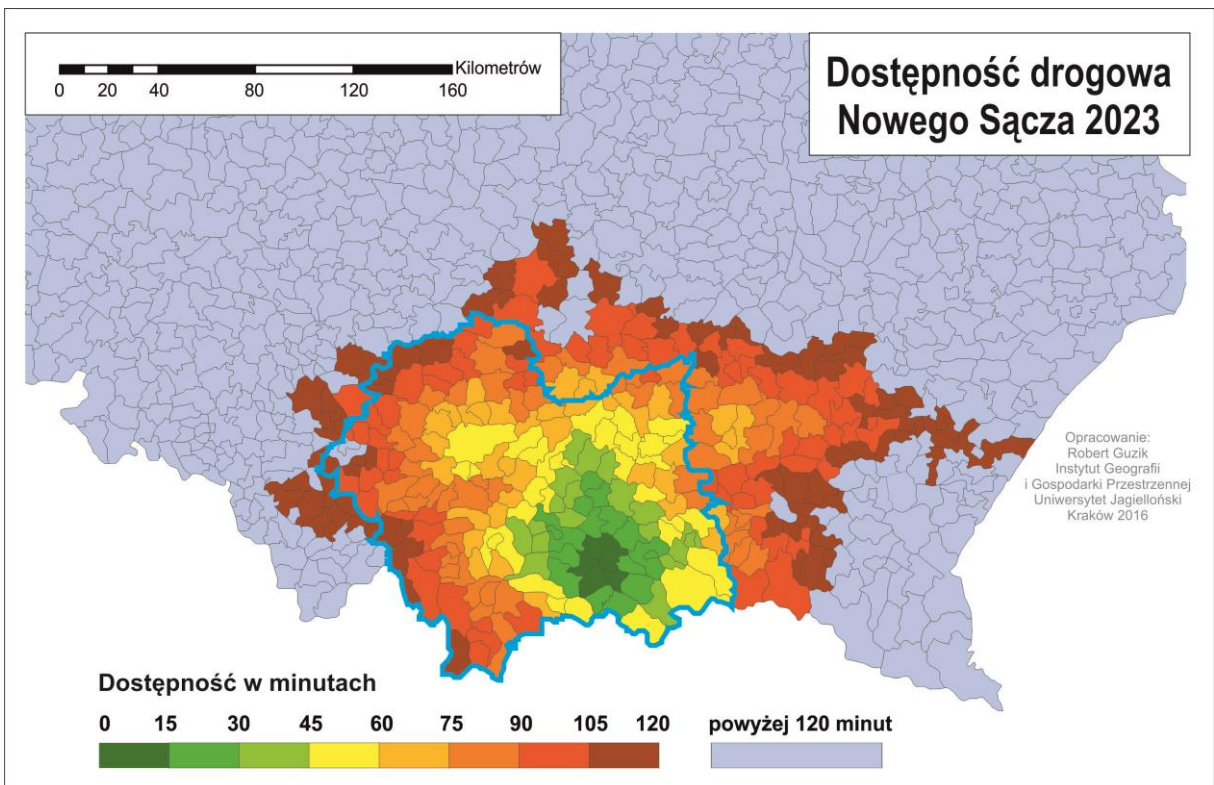 Kilometrów
0 20 40 80 120 160
Dostępność drogowa
Nowego Sącza 2023
Opracowanie:
Robert Guzik
Instytut Geografii
i Gospodarki Przestrzennej
Uniwersytet Jagielloński
Kraków 2016
Dostępność w minutach
0 15 30 45 60 75 90 105 120 powyżej 120 minut